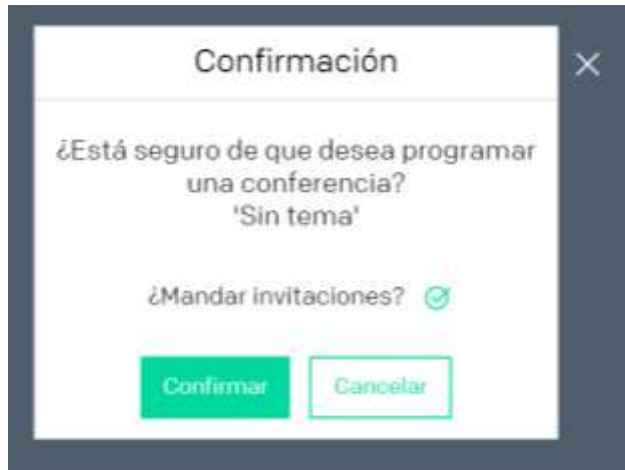 Confirmación
¿Está seguro de que desea programar
una conferencia?
'Sin tema'
¿Mandar invitaciones?
Confirmar
Cancelar